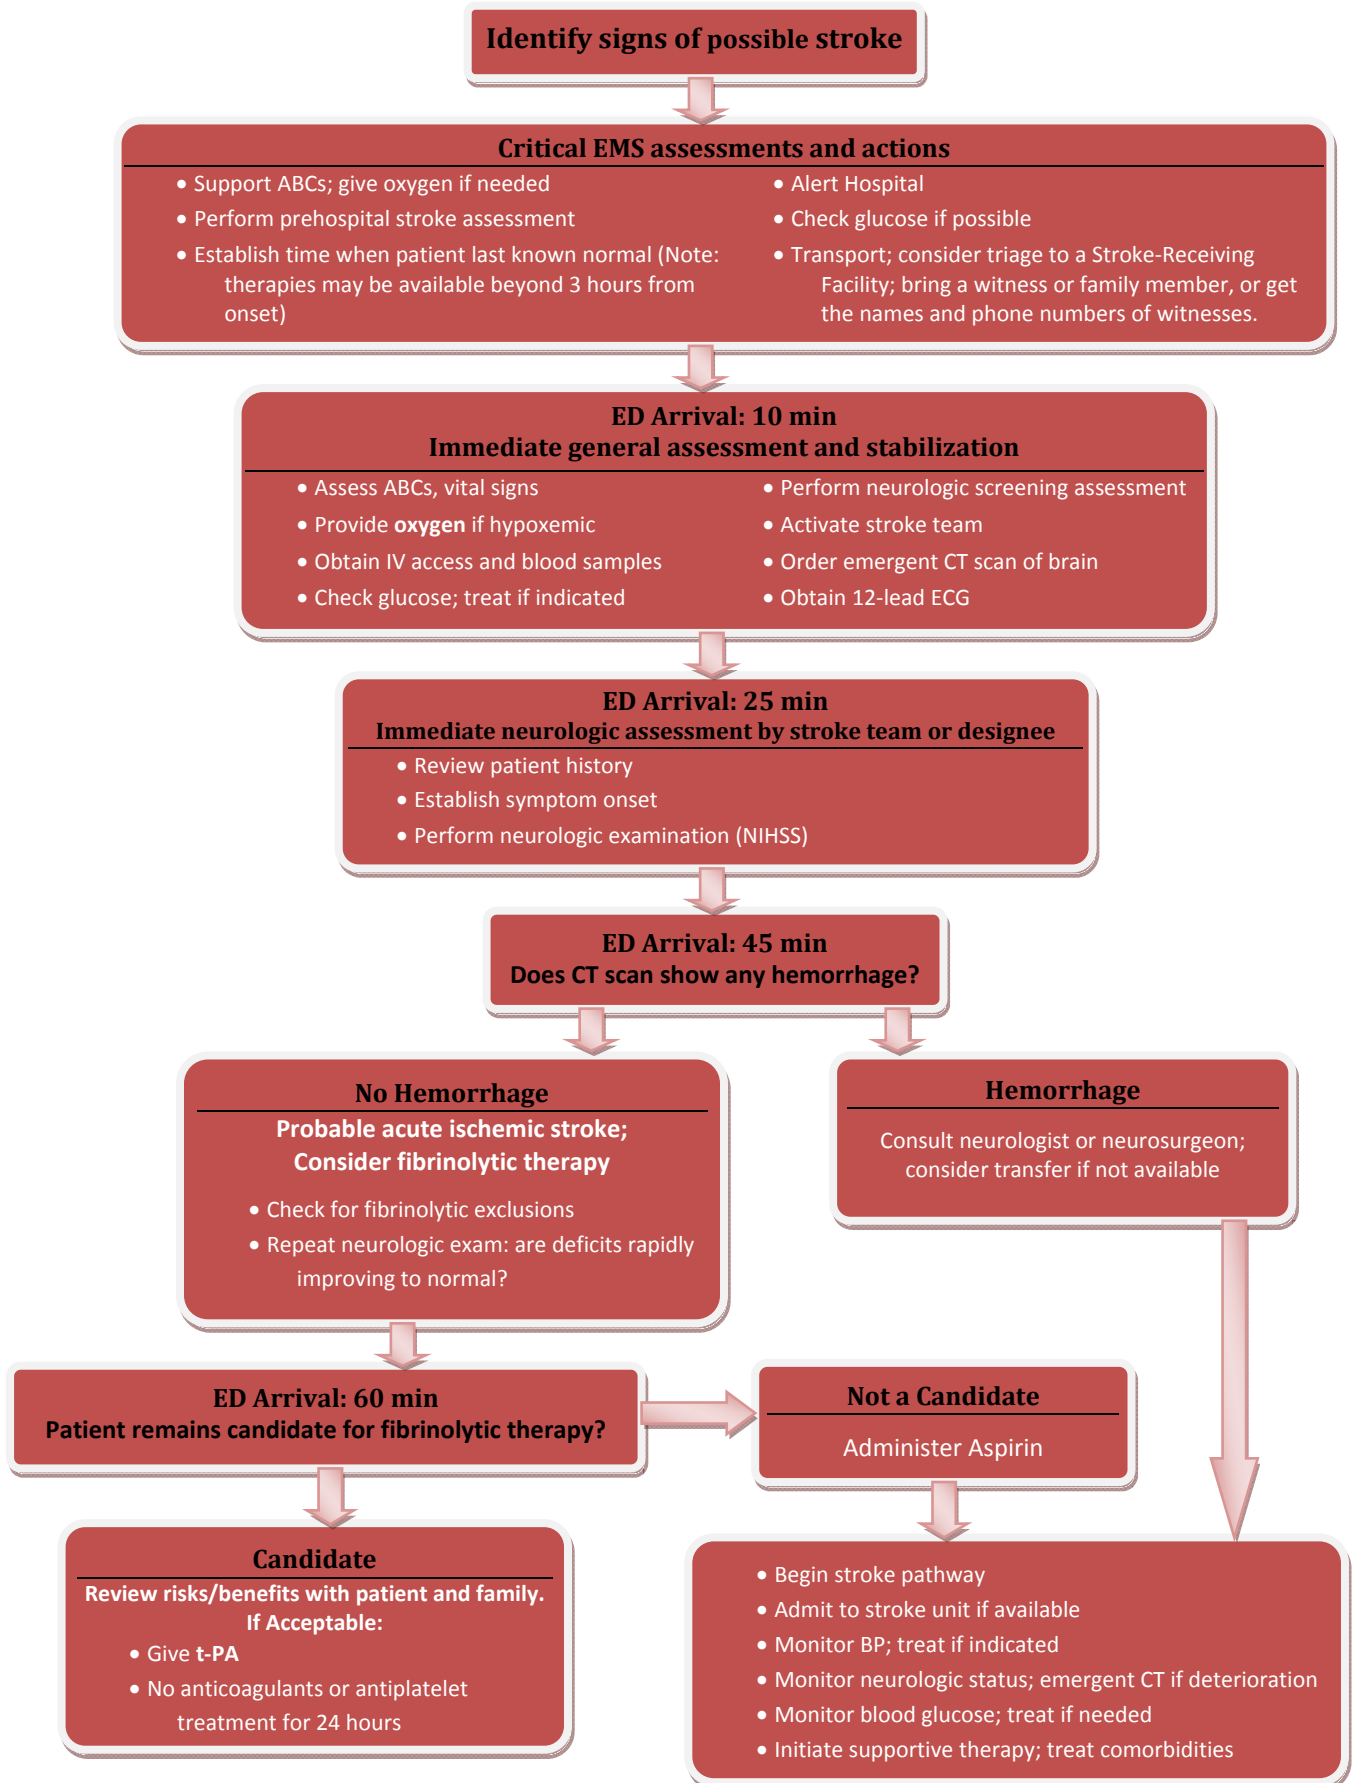 Identify signs of possible stroke
Critical EMS assessments and actions
• Support ABCs; give oxygen if needed
• Perform prehospital stroke assessment
• Establish time when patient last known normal (Note:
therapies may be available beyond 3 hours from
onset)
• Alert Hospital
• Check glucose if possible
• Transport; consider triage to a Stroke-Receiving
Facility; bring a witness or family member, or get
the names and phone numbers of witnesses.
ED Arrival: 10 min
Immediate general assessment and stabilization
• Assess ABCs, vital signs
• Provide oxygen if hypoxemic
• Obtain IV access and blood samples
• Check glucose; treat if indicated
• Perform neurologic screening assessment
• Activate stroke team
• Order emergent CT scan of brain
• Obtain 12-lead ECG
ED Arrival: 25 min
Immediate neurologic assessment by stroke team or designee
• Review patient history
• Establish symptom onset
• Perform neurologic examination (NIHSS)
ED Arrival: 45 min
Does CT scan show any hemorrhage?
No Hemorrhage
Probable acute ischemic stroke;
Consider fibrinolytic therapy
• Check for fibrinolytic exclusions
• Repeat neurologic exam: are deficits rapidly
improving to normal?
Hemorrhage
Consult neurologist or neurosurgeon;
consider transfer if not available
ED Arrival: 60 min
Patient remains candidate for fibrinolytic therapy?
Not a Candidate
Administer Aspirin
Candidate
Review risks/benefits with patient and family.
If Acceptable:
• Give t-PA
• No anticoagulants or antiplatelet
treatment for 24 hours
• Begin stroke pathway
• Admit to stroke unit if available
• Monitor BP; treat if indicated
• Monitor neurologic status; emergent CT if deterioration
• Monitor blood glucose; treat if needed
• Initiate supportive therapy; treat comorbidities